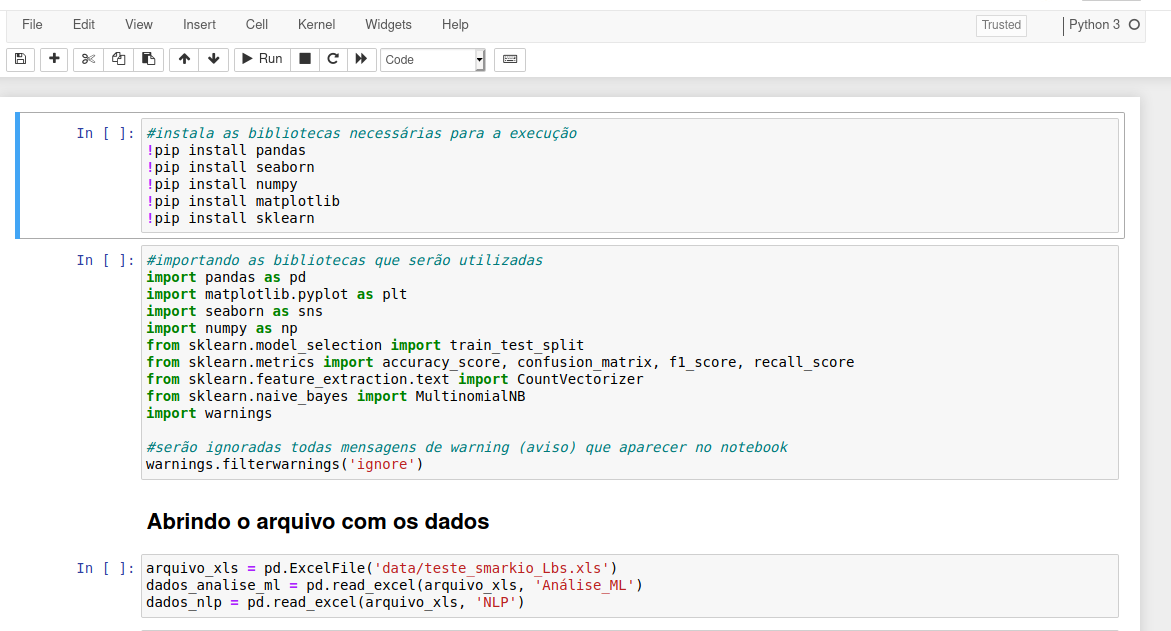 File Edit View Insert Cell Kernel Widgets Help Trusted Python 3
Run Code
In [ ]: #instala as bibliotecas necessárias para a execução
!pip install pandas
!pip install seaborn
!pip install numpy
!pip install matplotlib
!pip install sklearn
In [ ]: #importando as bibliotecas que serão utilizadas
import pandas as pd
import matplotlib.pyplot as plt
import seaborn as sns
import numpy as np
from sklearn.model_selection import train_test_split
from sklearn.metrics import accuracy_score, confusion_matrix, f1_score, recall_score
from sklearn.feature_extraction.text import CountVectorizer
from sklearn.naive_bayes import MultinomialNB
import warnings
#serão ignoradas todas mensagens de warning (aviso) que aparecer no notebook
warnings.filterwarnings('ignore')
Abrindo o arquivo com os dados
In [ ]: arquivo_xls = pd.ExcelFile('data/teste_smarkio_Lbs.xls')
dados_analise_ml = pd.read_excel(arquivo_xls, 'Análise_ML')
dados_nlp = pd.read_excel(arquivo_xls, 'NLP')